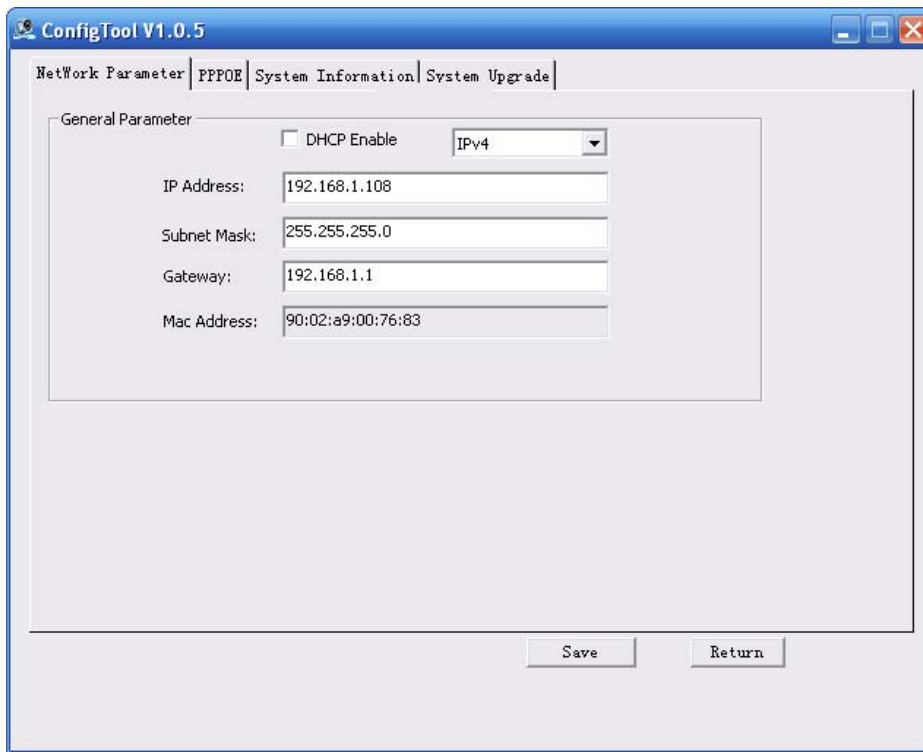 ConfigTool V1.0.5
NetWork Parameter PPPOE System Information System Upgrade
General Parameter
DHCP Enable IPv4
IP Address: 192.168.1.108
Subnet Mask: 255.255.255.0
Gateway: 192.168.1.1
Mac Address: 90:02:a9:00:76:83
Save Return